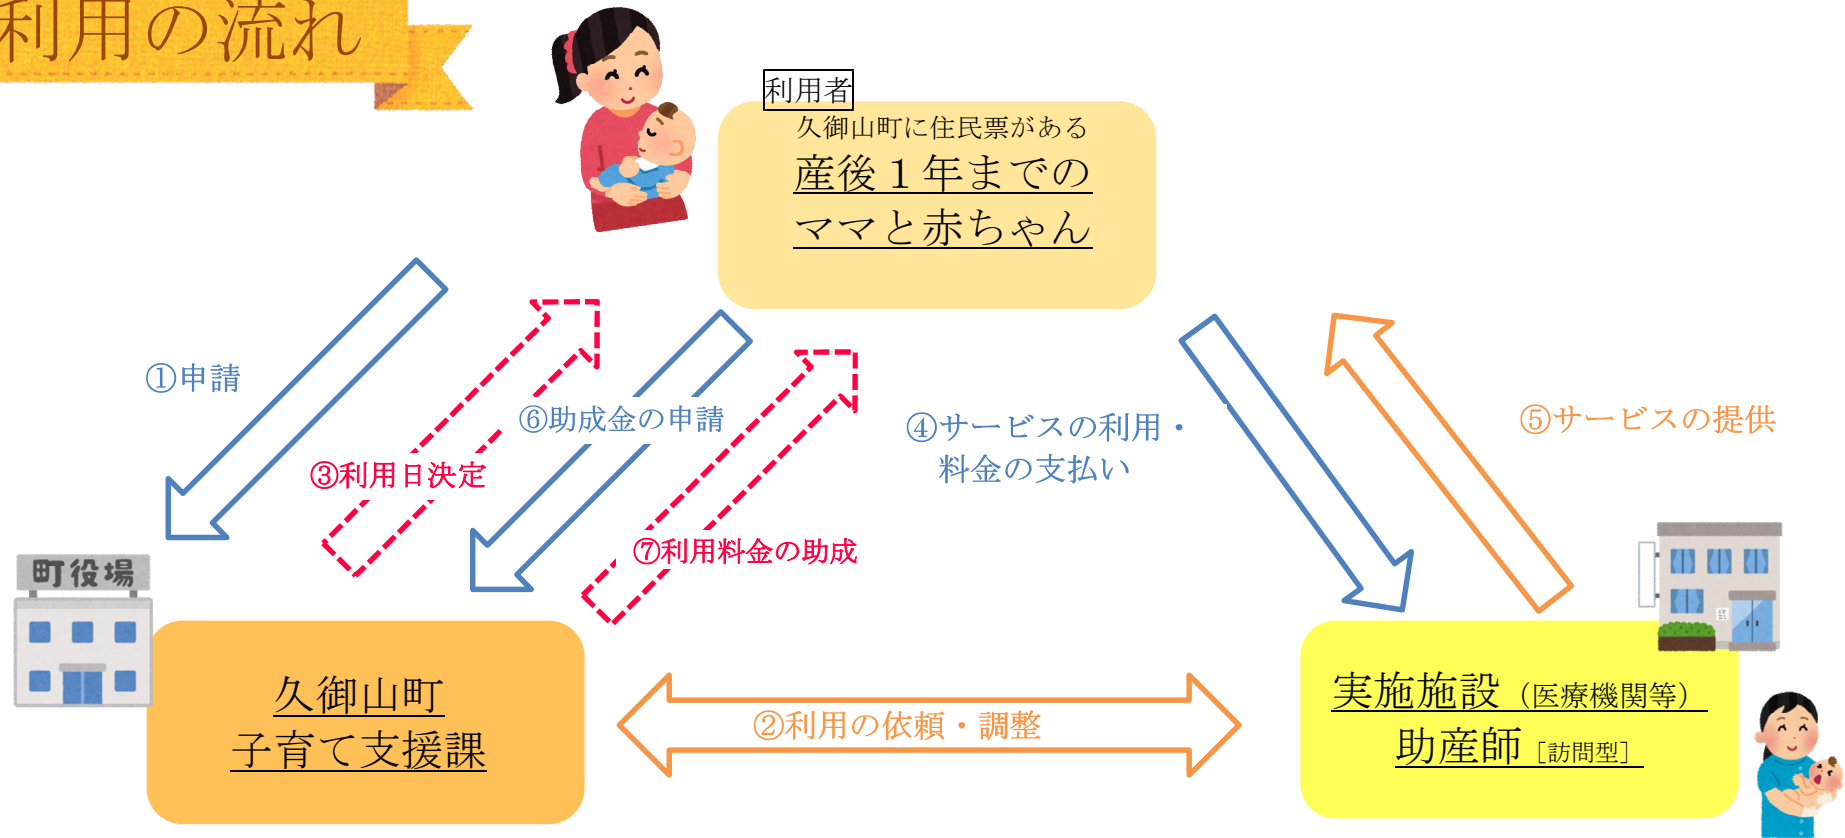 利用の流れ
利用者
久御山町に住民票がある
産後１年までの
ママと赤ちゃん
①申請
③利用日決定
⑥助成金の申請
⑦利用料金の助成
④サービスの利用・
料金の支払い
⑤サービスの提供
町役場
久御山町
子育て支援課
②利用の依頼・調整
実施施設（医療機関等）
助産師［訪問型］